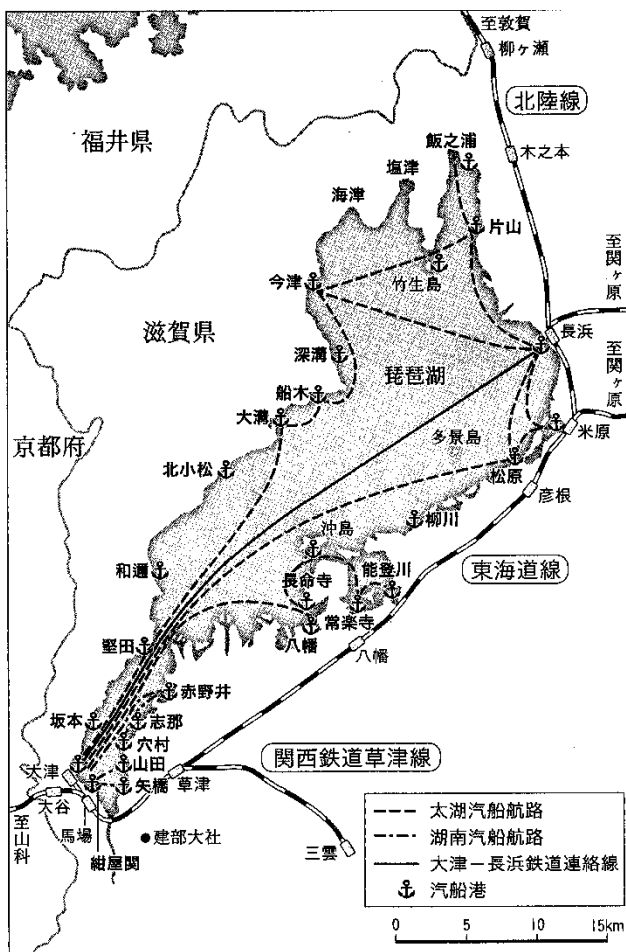 至敦賀
柳ヶ瀬
北陸線
福井県
飯之浦
木之本
塩津
海津
片山
至関ヶ原
今津
竹生島
滋賀県
長浜
至関ヶ原
深溝
琵琶湖
船木
大溝
多景島
米原
京都府
北小松
松原
彦根
沖島
柳川
和邇
長命寺
能登川
東海道線
常楽寺
八幡
八幡
堅田
赤野井
坂本
志那
穴村
関西鉄道草津線
大津
山田
草津
矢橋
大谷
至山科
馬場
●建部大社
三雲
紺屋関
太湖汽船航路
湖南汽船航路
大津－長浜鉄道連絡線
汽船港
0 5 10 15km